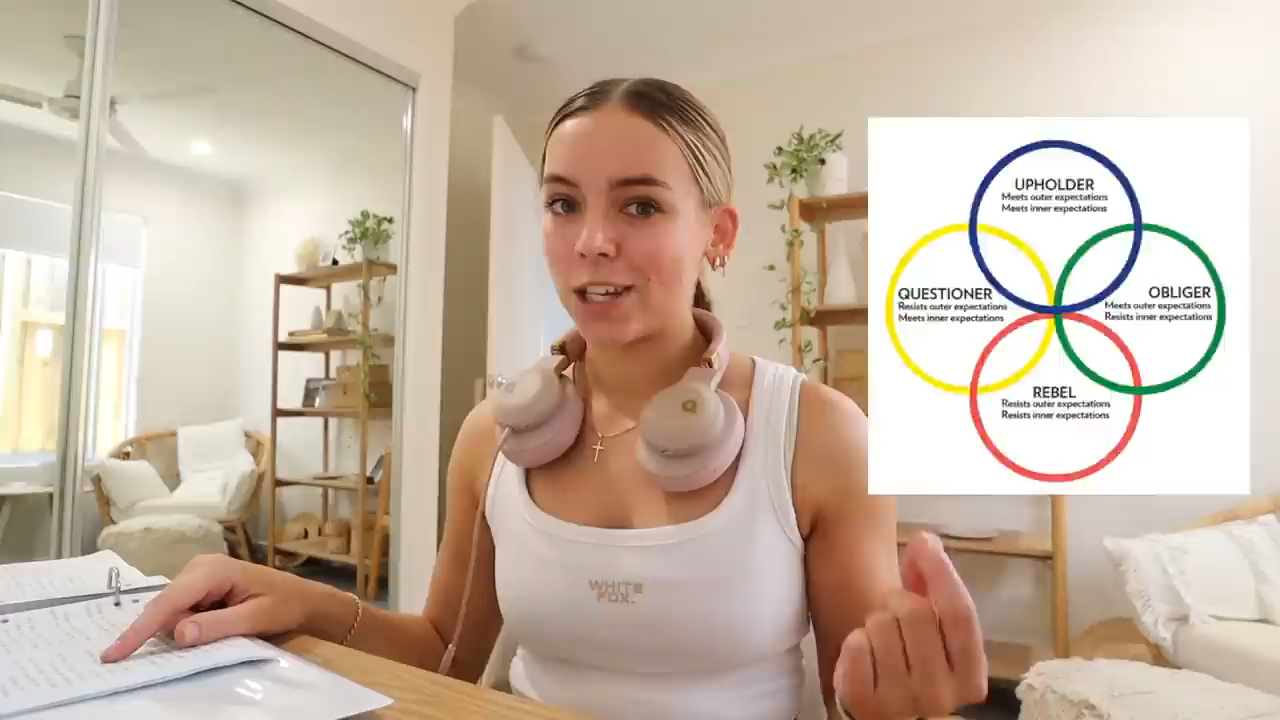 UPHOLDER
Meets outer expectations
Meets inner expectations
QUESTIONER
Resists outer expectations
Meets inner expectations
OBLIGER
Meets outer expectations
Resists inner expectations
REBEL
Resists outer expectations
Resists inner expectations
WHITE
FOX.